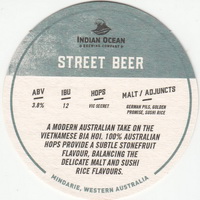 INDIAN OCEAN
BREWING COMPANY
STREET BEER
ABV
3.8%
IBU
12
HOPS
VIC SECRET
MALT / ADJUNCTS
GERMAN PILS, GOLDEN
PROMISE, SUSHI RICE
A MODERN AUSTRALIAN TAKE ON THE
VIETNAMESE BIA HOI. 100% AUSTRALIAN
HOPS PROVIDE A SUBTLE STONEFRUIT
FLAVOUR, BALANCING THE
DELICATE MALT AND SUSHI
RICE FLAVOURS.
MINDARIE, WESTERN AUSTRALIA